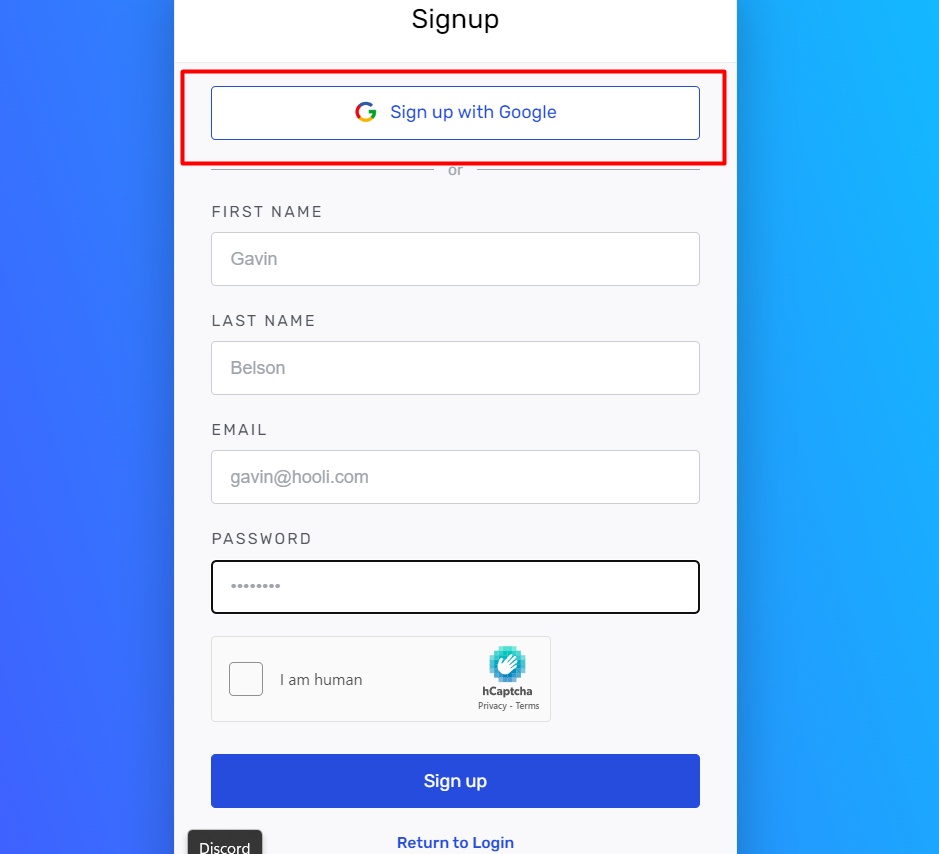 Signup
Sign up with Google
or
FIRST NAME
Gavin
LAST NAME
Belson
EMAIL
gavin@hooli.com
PASSWORD
••••••••
I am human
hCaptcha
Privacy - Terms
Sign up
Return to Login
Discord